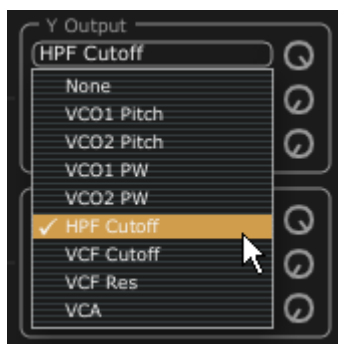 Y Output
HPF Cutoff
None
VCO1 Pitch
VCO2 Pitch
VCO1 PW
VCO2 PW
✓ HPF Cutoff
VCF Cutoff
VCF Res
VCA